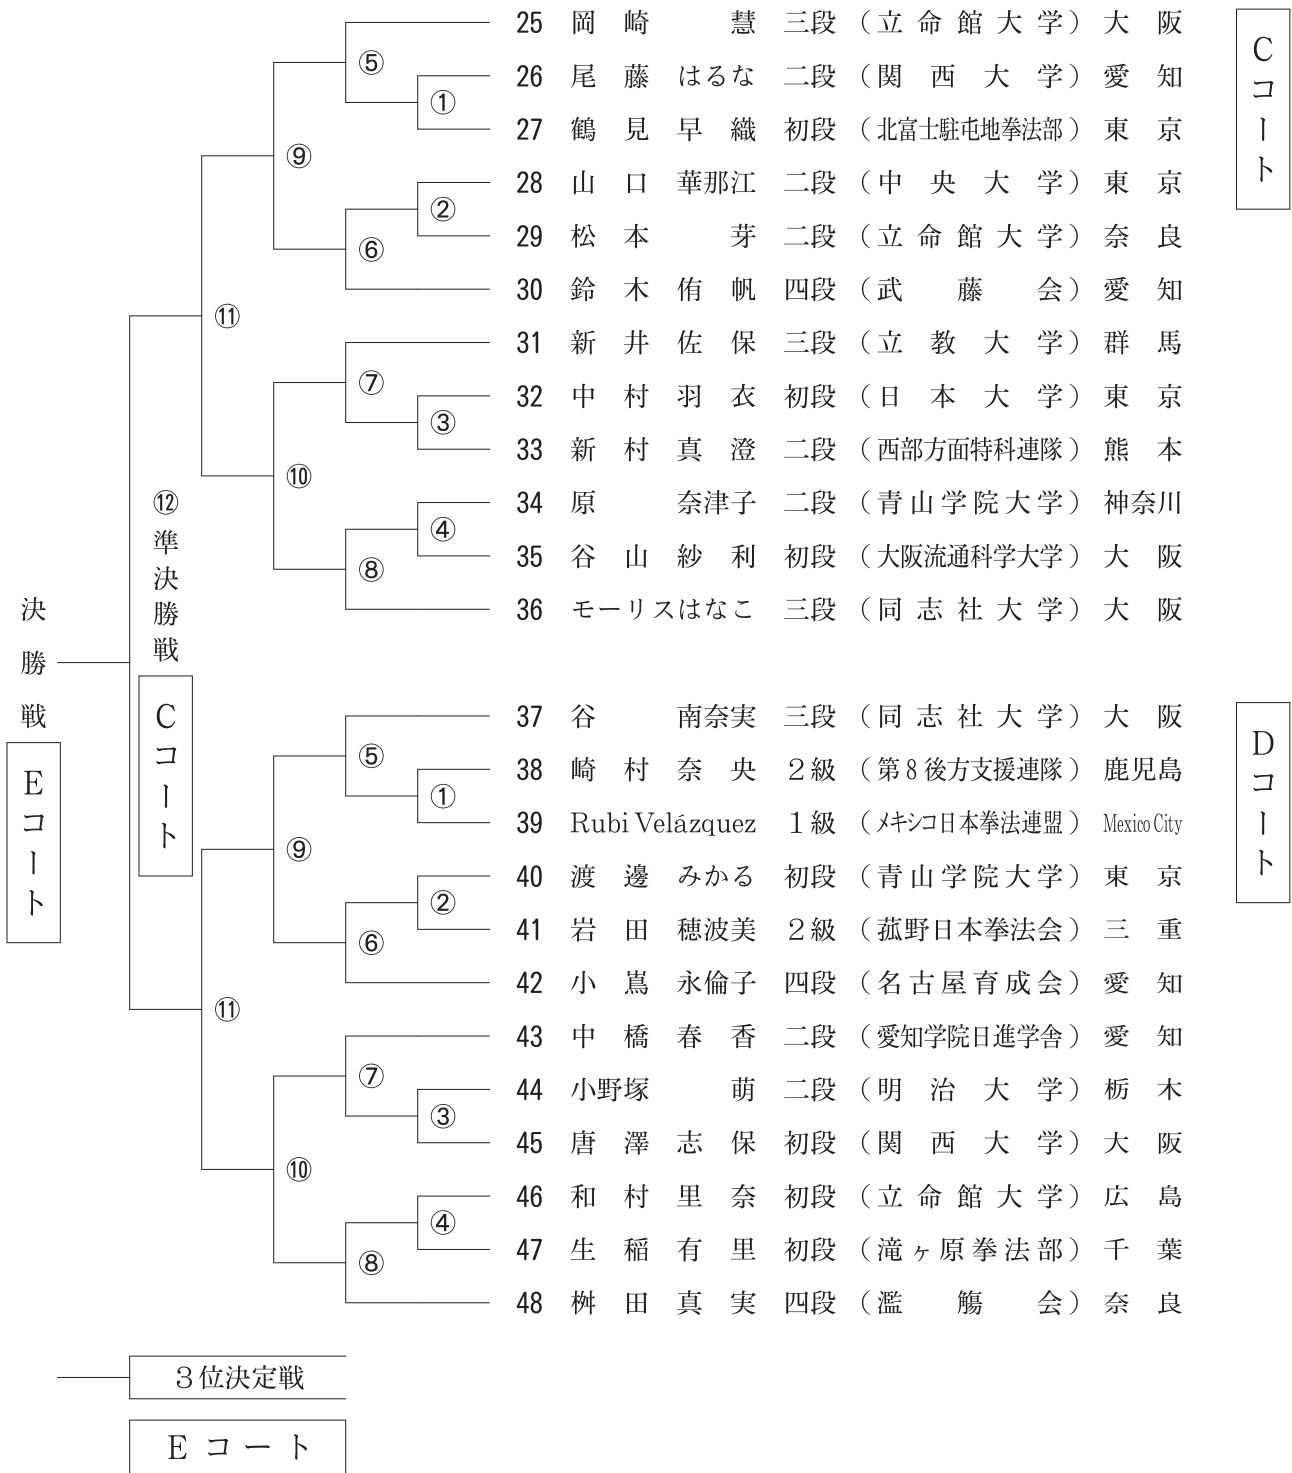 25 岡崎 慧 三段 (立命館大学) 大阪
⑤
26 尾藤はるな 二段 (関西大学) 愛知
①
27 鶴見早織 初段 (北富士駐屯地拳法部) 東京
⑨
28 山口華那江 二段 (中央大学) 東京
②
29 松本 芽 二段 (立命館大学) 奈良
⑥
30 鈴木侑帆 四段 (武藤会) 愛知
⑪
31 新井佐保 三段 (立教大学) 群馬
⑦
32 中村羽衣 初段 (日本大学) 東京
③
33 新村真澄 二段 (西部方面特科連隊) 熊本
⑩
34 原 奈津子 二段 (青山学院大学) 神奈川
④
35 谷山紗利 初段 (大阪流通科学大学) 大阪
⑧
36 モーリスはなこ 三段 (同志社大学) 大阪
Cコート
⑫準決勝戦
Cコート
決勝戦
Eコート
37 谷 南奈実 三段 (同志社大学) 大阪
⑤
38 崎村奈央 2級 (第8後方支援連隊) 鹿児島
①
39 Rubi Velázquez 1級 (メキシコ日本拳法連盟) Mexico City
⑨
40 渡邊みかる 初段 (青山学院大学) 東京
②
41 岩田穂波美 2級 (菰野日本拳法会) 三重
⑥
42 小嶌永倫子 四段 (名古屋育成会) 愛知
⑪
43 中橋春香 二段 (愛知学院日進学舎) 愛知
⑦
44 小野塚 萌 二段 (明治大学) 栃木
③
45 唐澤志保 初段 (関西大学) 大阪
⑩
46 和村里奈 初段 (立命館大学) 広島
④
47 生稲有里 初段 (滝ヶ原拳法部) 千葉
⑧
48 桝田真実 四段 (濫觴会) 奈良
Dコート
3位決定戦
Eコート